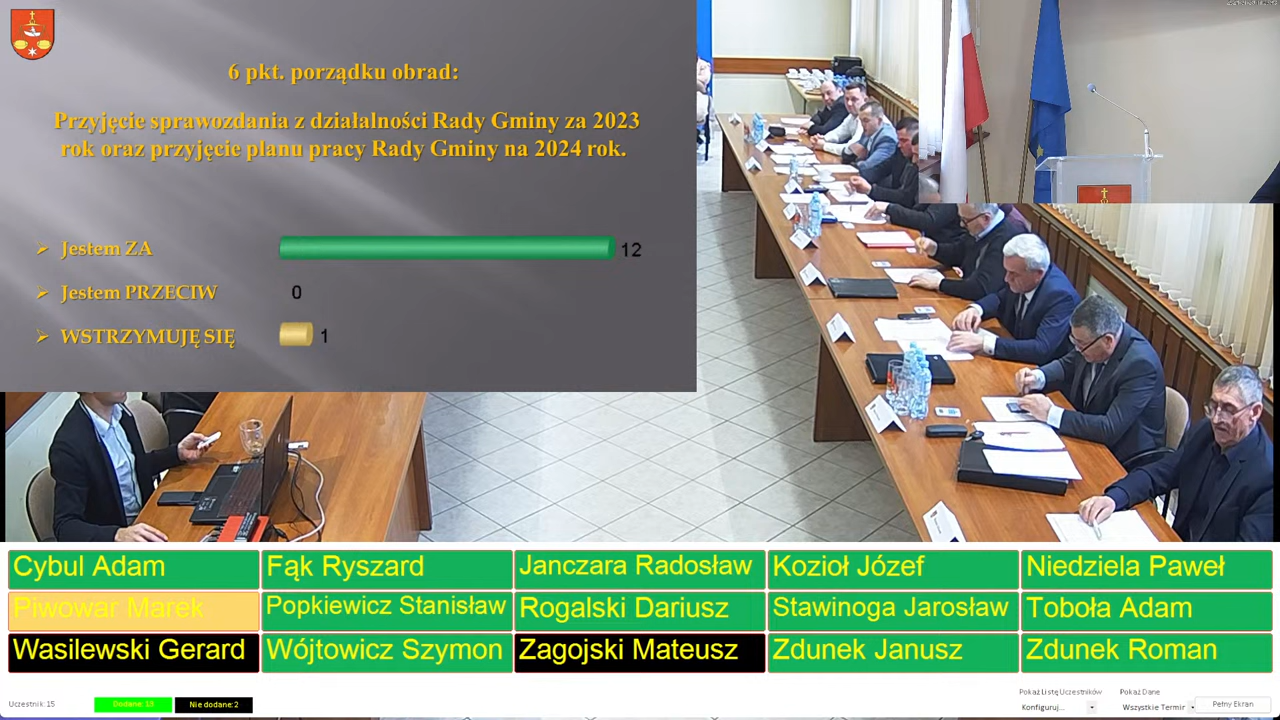 6 pkt. porządku obrad:
Przyjęcie sprawozdania z działalności Rady Gminy za 2023
rok oraz przyjęcie planu pracy Rady Gminy na 2024 rok.
Jestem ZA 12
Jestem PRZECIW 0
WSTRZYMUJĘ SIĘ 1
Cybul Adam Fąk Ryszard Janczara Radosław Kozioł Józef Niedziela Paweł
Piwowar Marek Popkiewicz Stanisław Rogalski Dariusz Stawinoga Jarosław Toboła Adam
Wasilewski Gerard Wójtowicz Szymon Zagojski Mateusz Zdunek Janusz Zdunek Roman
Pokaż Listę Uczestników Pokaż Dane
Uczestnik: 15 Dodane: 13 Nie dodane: 2 Konfiguruj... Wszystkie Termir Pełny Ekran